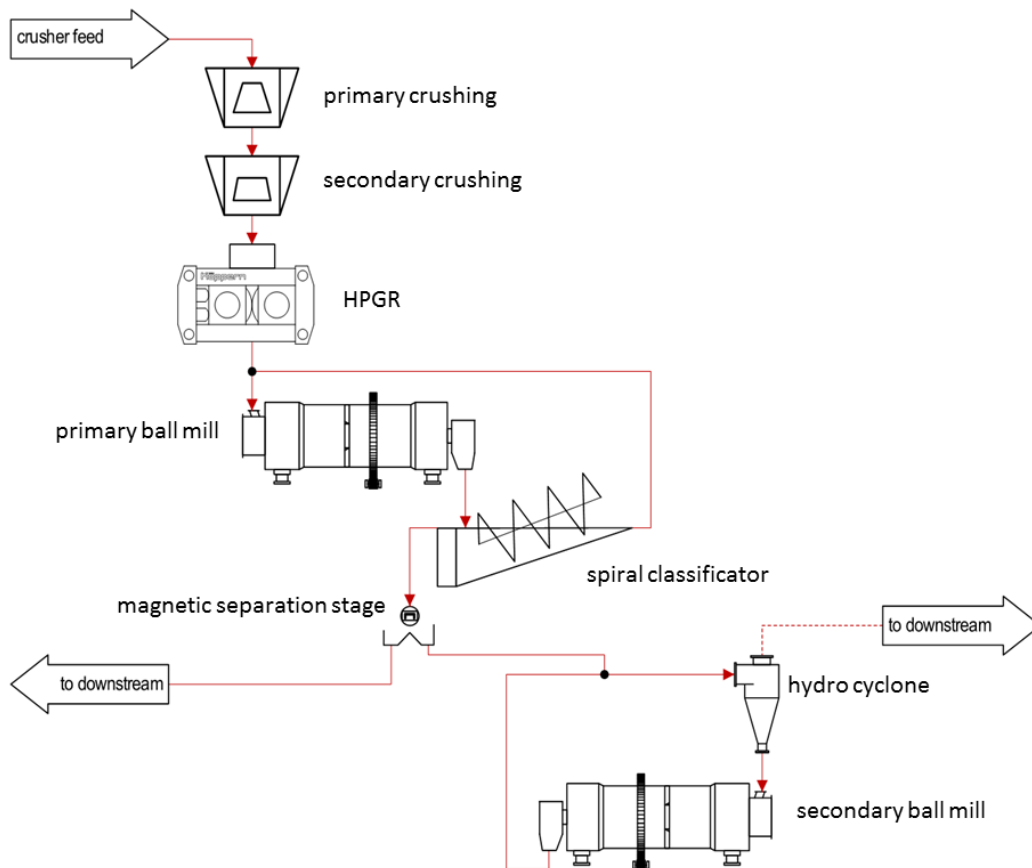 crusher feed
primary crushing
secondary crushing
Köppern
HPGR
primary ball mill
spiral classificator
magnetic separation stage
to downstream
to downstream
hydro cyclone
secondary ball mill